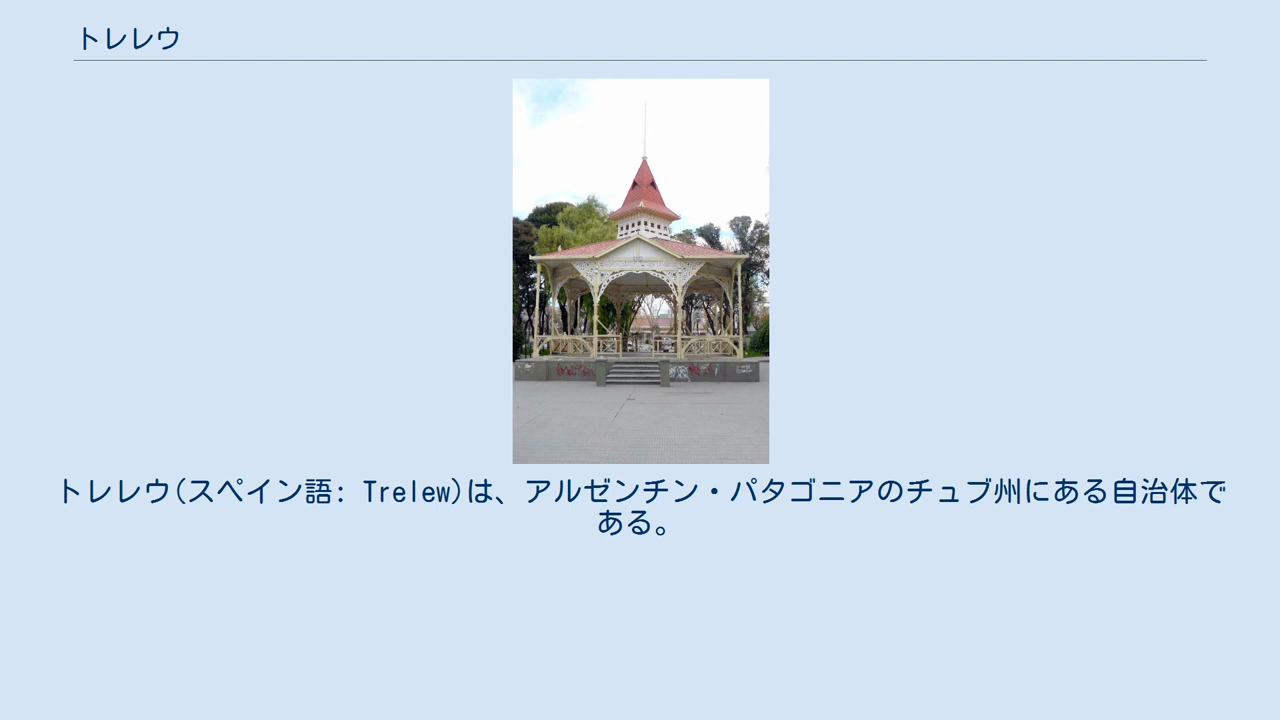 トレレウ
トレレウ(スペイン語: Trelew)は、アルゼンチン・パタゴニアのチュブ州にある自治体で
ある。